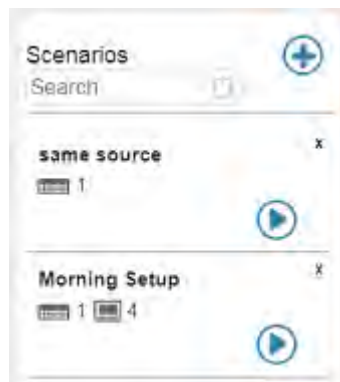 Scenarios
Search
same source
x
1
Morning Setup
x
1 4